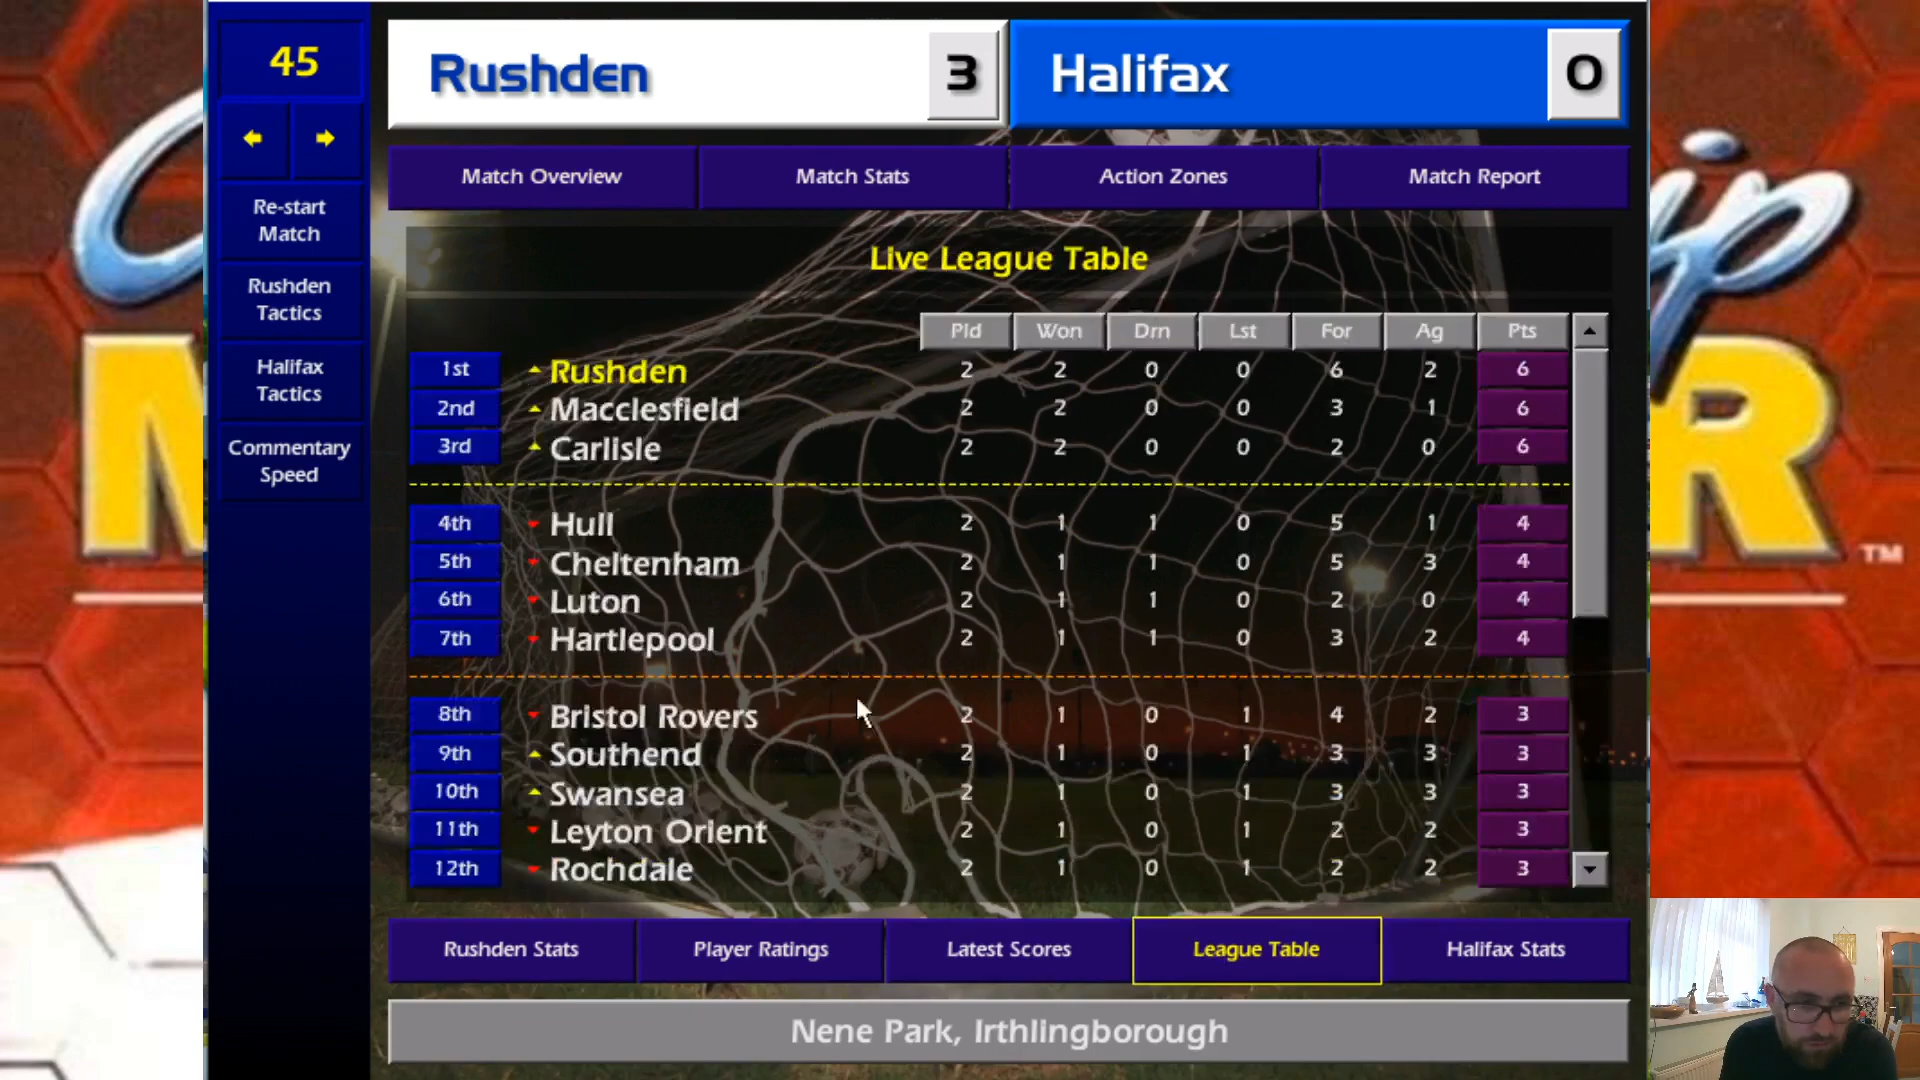 45
Rushden 3 Halifax 0
Match Overview Match Stats Action Zones Match Report
Re-start
Match
Rushden
Tactics
Halifax
Tactics
Commentary
Speed
Live League Table
Pld Won Drn Lst For Ag Pts
1st Rushden 2 2 0 0 6 2 6
2nd Macclesfield 2 2 0 0 3 1 6
3rd Carlisle 2 2 0 0 2 0 6
4th Hull 2 1 1 0 5 1 4
5th Cheltenham 2 1 1 0 5 3 4
6th Luton 2 1 1 0 2 0 4
7th Hartlepool 2 1 1 0 3 2 4
8th Bristol Rovers 2 1 0 1 4 2 3
9th Southend 2 1 0 1 3 3 3
10th Swansea 2 1 0 1 3 3 3
11th Leyton Orient 2 1 0 1 2 2 3
12th Rochdale 2 1 0 1 2 2 3
Rushden Stats Player Ratings Latest Scores League Table Halifax Stats
Nene Park, Irthlingborough
TM